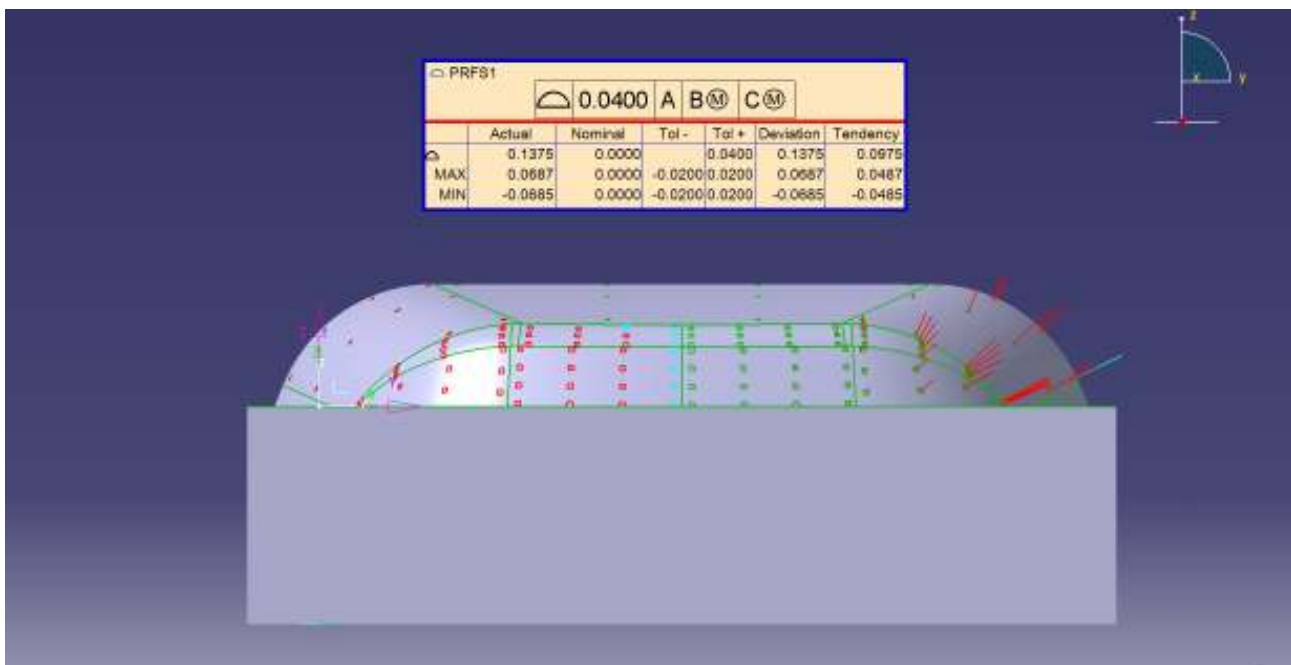 PRFS1
⌓ 0.0400 A BⓂ CⓂ
Actual Nominal Tol - Tol + Deviation Tendency
⌓ 0.1375 0.0000 0.0400 0.1375 0.0975
MAX 0.0687 0.0000 -0.0200 0.0200 0.0687 0.0487
MIN -0.0685 0.0000 -0.0200 0.0200 -0.0685 -0.0485
z
x y